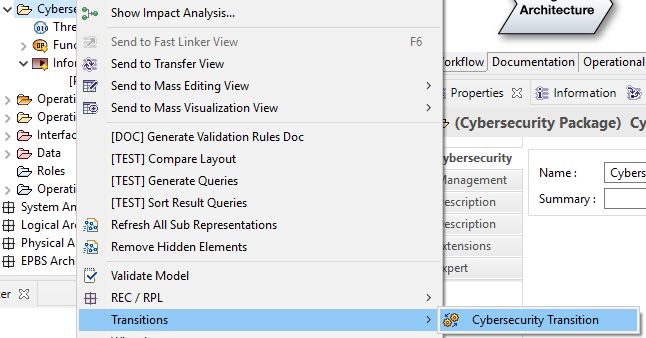 Cyberse
Thre
Func
Infor
[F
Operati
Operati
Interfac
Data
Roles
Operati
System An
Logical Ar
Physical A
EPBS Arch
er
Show Impact Analysis...
Send to Fast Linker View F6
Send to Transfer View
Send to Mass Editing View
Send to Mass Visualization View
[DOC] Generate Validation Rules Doc
[TEST] Compare Layout
[TEST] Generate Queries
[TEST] Sort Result Queries
Refresh All Sub Representations
Remove Hidden Elements
Validate Model
REC / RPL
Transitions
Cybersecurity Transition
Architecture
orkflow Documentation Operational
Properties Information
(Cybersecurity Package) Cy
ybersecurity
Management
escription
escription
xtensions
xpert
Name : Cybers
Summary :